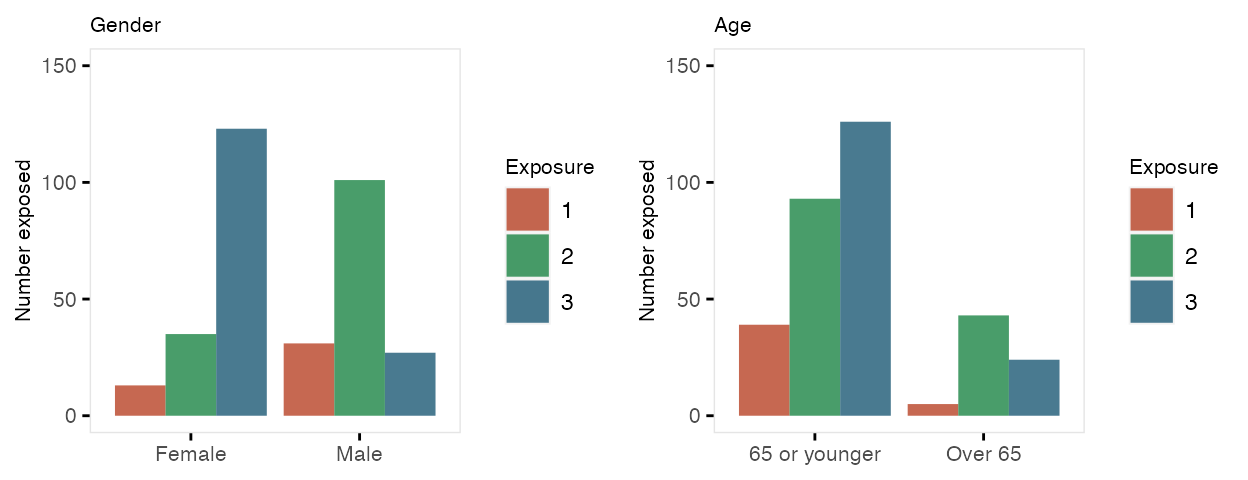 Gender
150
100
50
0
Number exposed
Female Male
Exposure
1
2
3
Age
150
100
50
0
Number exposed
65 or younger Over 65
Exposure
1
2
3